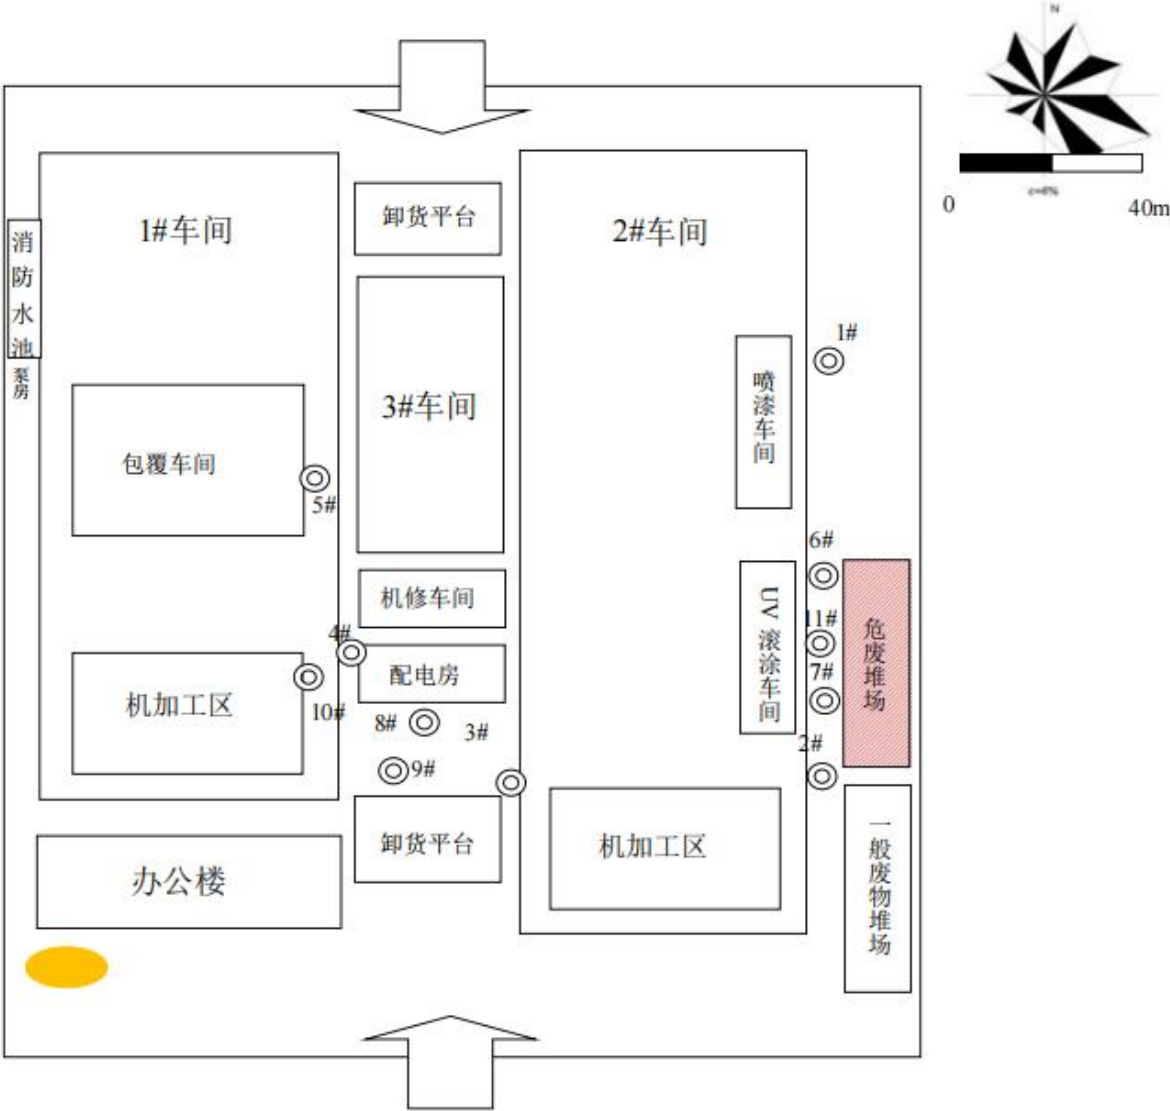 N
c=6%
0
40m
1#车间
卸货平台
2#车间
消防水池
泵房
1#
3#车间
喷漆车间
包覆车间
5#
6#
机修车间
UV 滚涂车间
11#
危废堆场
4#
配电房
7#
机加工区
10#
8#
3#
2#
9#
卸货平台
机加工区
一般废物堆场
办公楼